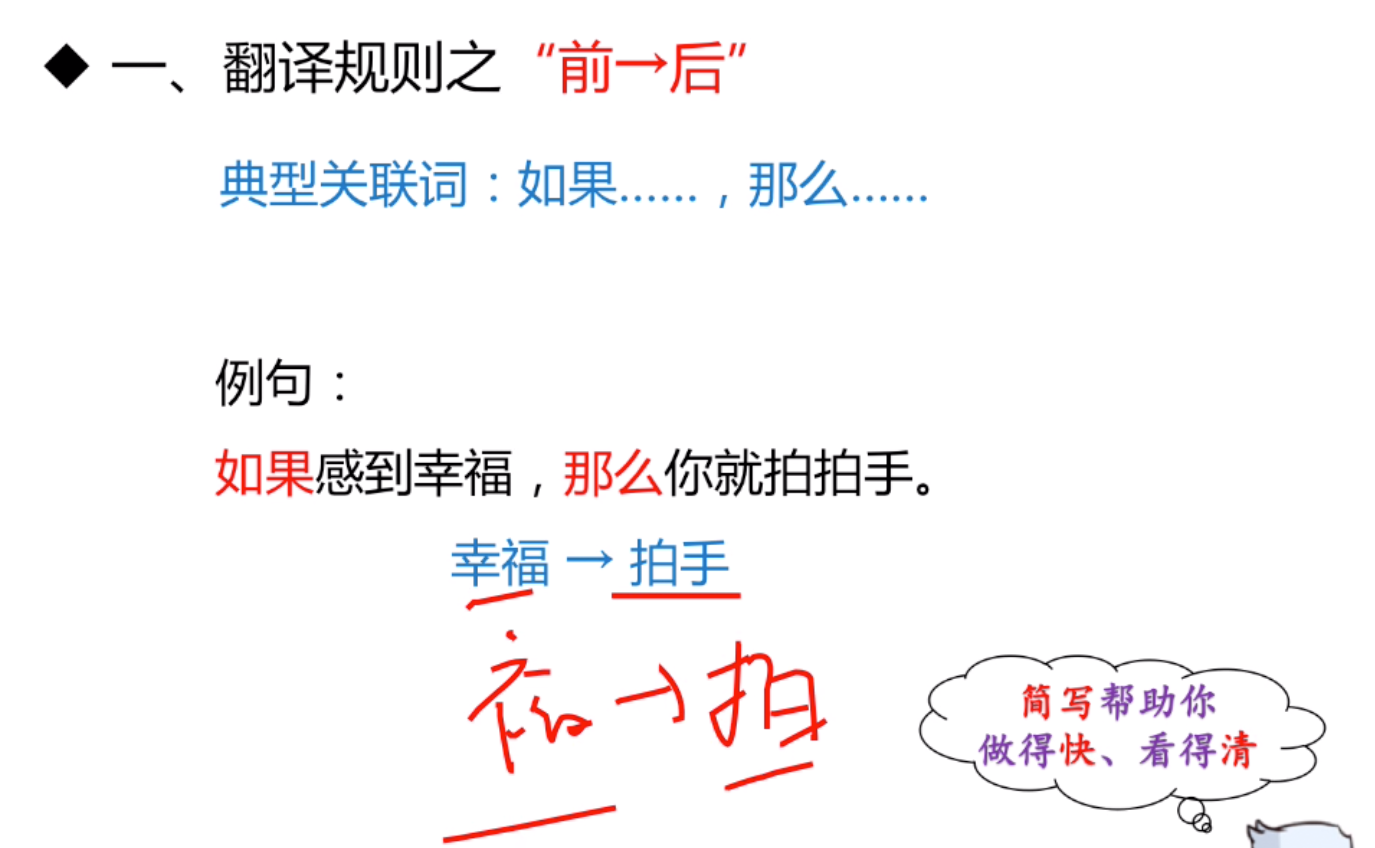 ◆ 一、翻译规则之“前→后”
典型关联词：如果……，那么……
例句：
如果感到幸福，那么你就拍拍手。
幸福 → 拍手
福→拍
简写帮助你
做得快、看得清